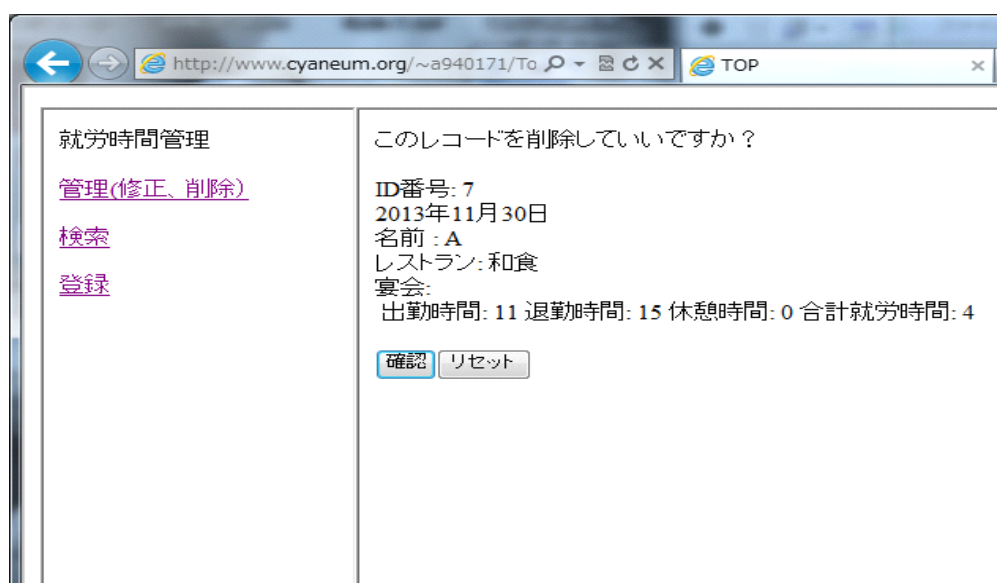 http://www.cyaneum.org/~a940171/To
TOP
就労時間管理
管理(修正、削除）
検索
登録
このレコードを削除していいですか？
ID番号: 7
2013年11月30日
名前 : A
レストラン: 和食
宴会:
出勤時間: 11 退勤時間: 15 休憩時間: 0 合計就労時間: 4
確認 リセット